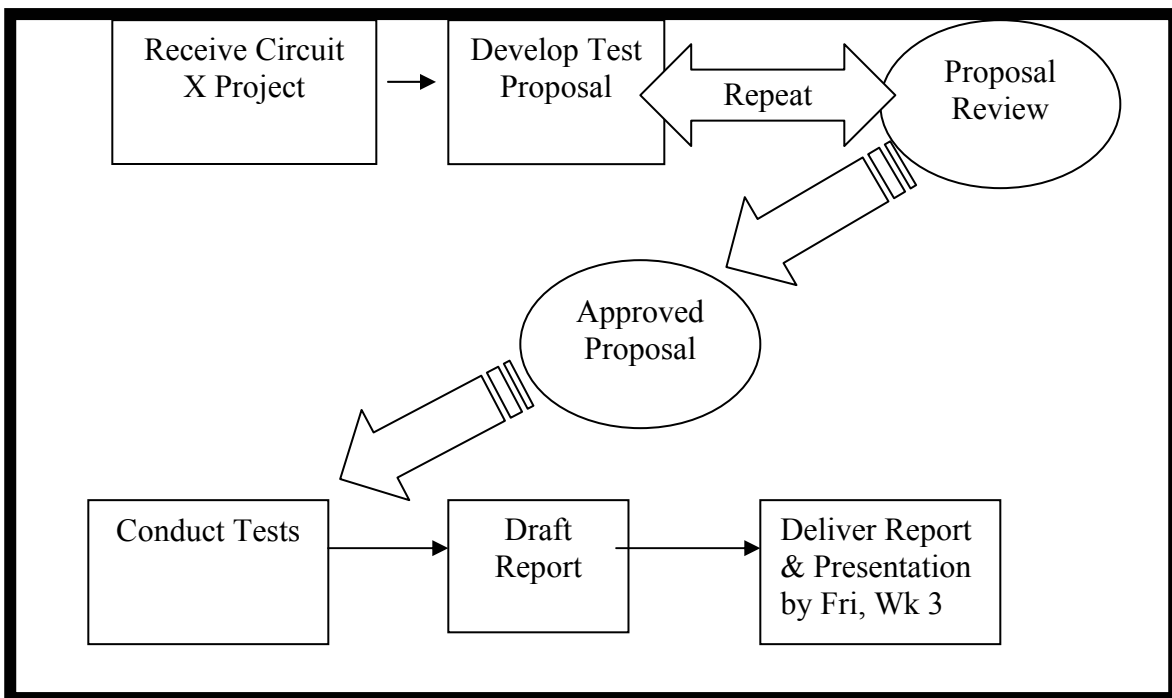 Receive Circuit
X Project
Develop Test
Proposal
Repeat
Proposal
Review
Approved
Proposal
Conduct Tests
Draft
Report
Deliver Report
& Presentation
by Fri, Wk 3